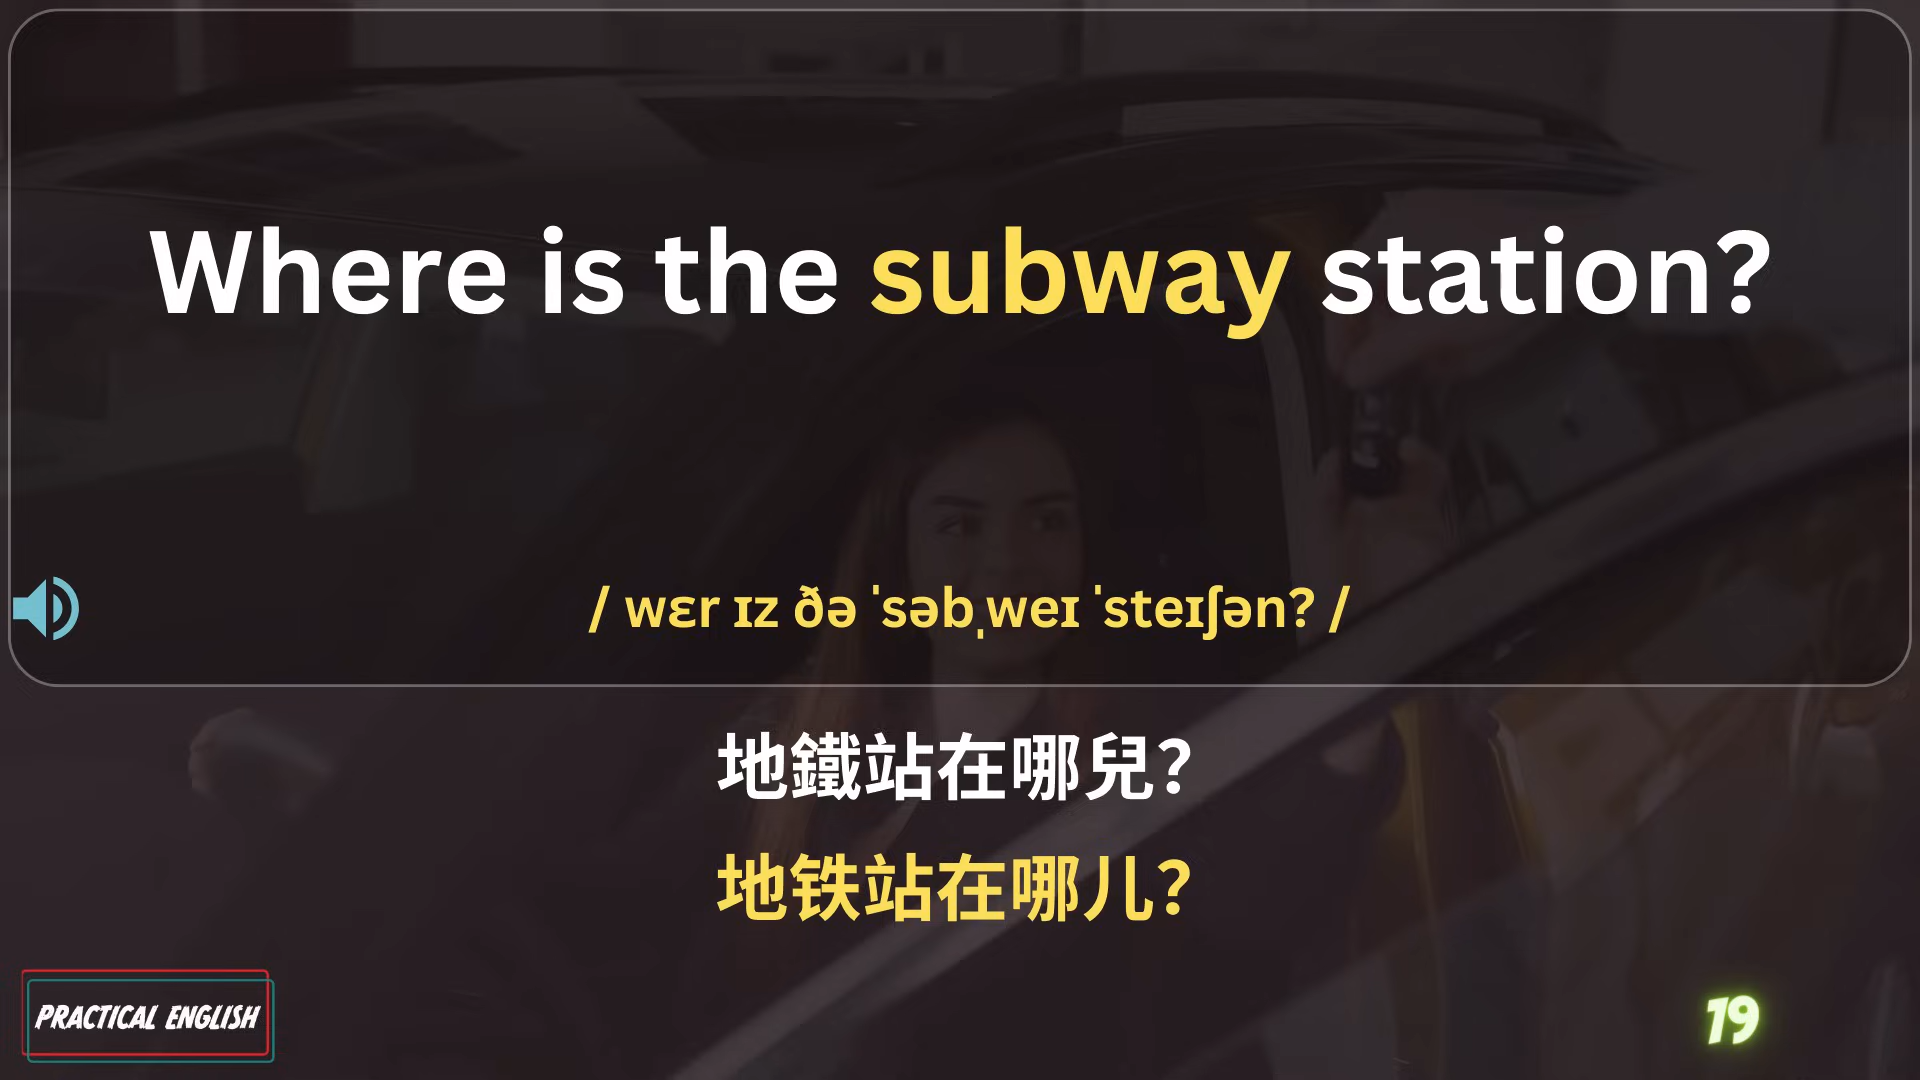 Where is the subway station?
/ wɛr ɪz ðə ˈsəbˌweɪ ˈsteɪʃən? /
地鐵站在哪兒？
地铁站在哪儿？
PRACTICAL ENGLISH
19